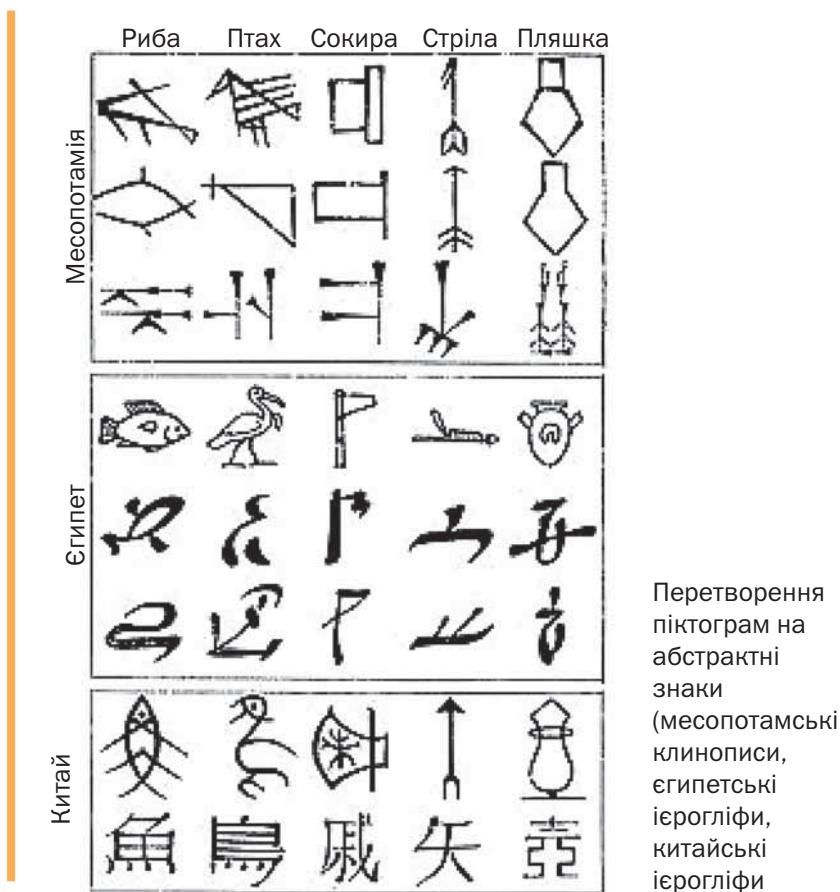 Риба Птах Сокира Стріла Пляшка
Месопотамія
Єгипет
Китай
魚 鳥 戚 矢 壺
Перетворення
піктограм на
абстрактні
знаки
(месопотамські
клинописи,
єгипетські
ієрогліфи,
китайські
ієрогліфи